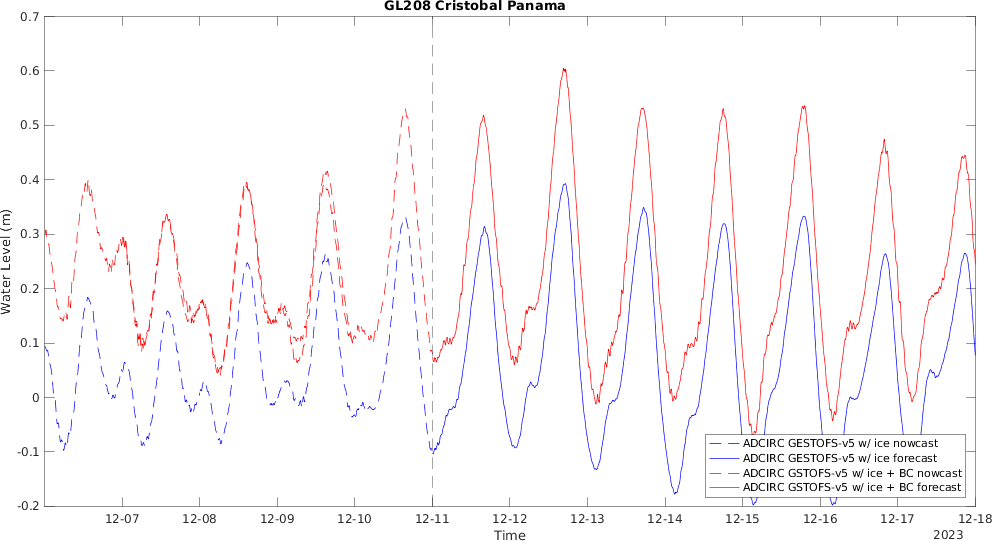 GL208 Cristobal Panama
0.7
0.6
0.5
0.4
0.3
0.2
0.1
0
-0.1
-0.2
Water Level (m)
ADCIRC GESTOFS-v5 w/ ice nowcast
ADCIRC GESTOFS-v5 w/ ice forecast
ADCIRC GSTOFS-v5 w/ ice + BC nowcast
ADCIRC GSTOFS-v5 w/ ice + BC forecast
12-07 12-08 12-09 12-10 12-11 12-12 12-13 12-14 12-15 12-16 12-17 12-18
Time
2023